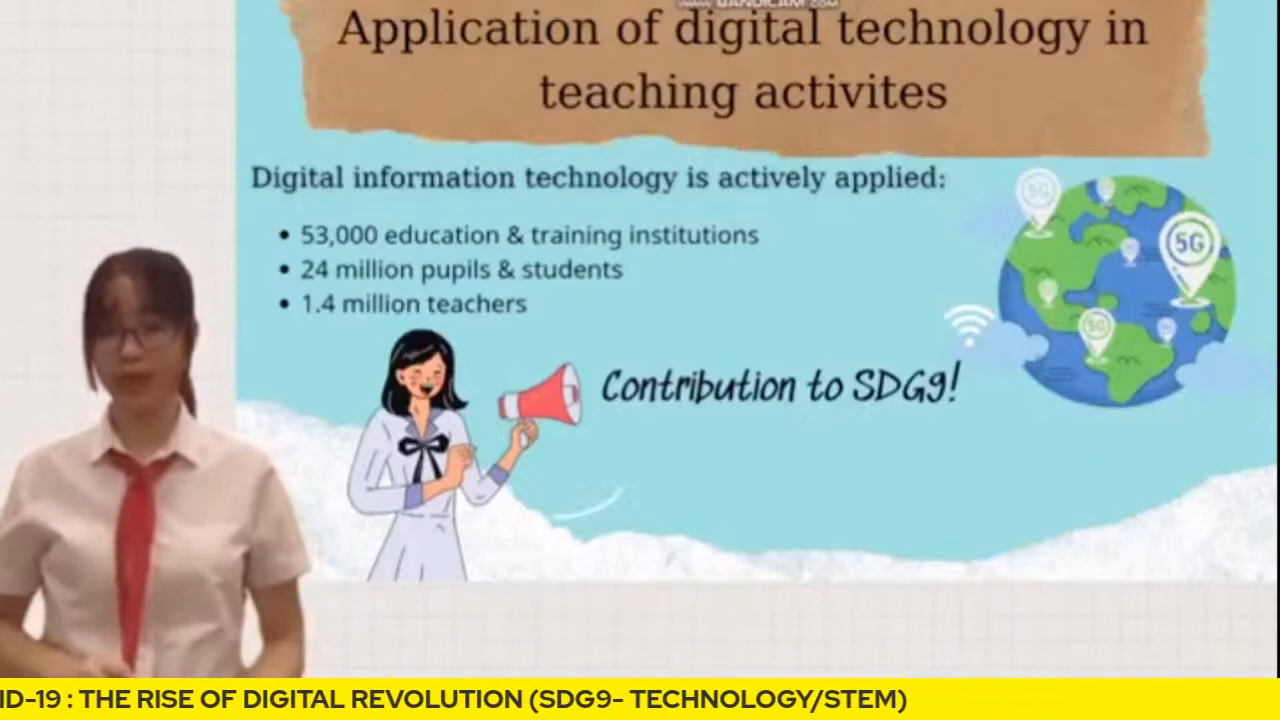 Application of digital technology in
teaching activites
Digital information technology is actively applied:
• 53,000 education & training institutions
• 24 million pupils & students
• 1.4 million teachers
5G
5G
5G
Contribution to SDG9!
ID-19 : THE RISE OF DIGITAL REVOLUTION (SDG9- TECHNOLOGY/STEM)